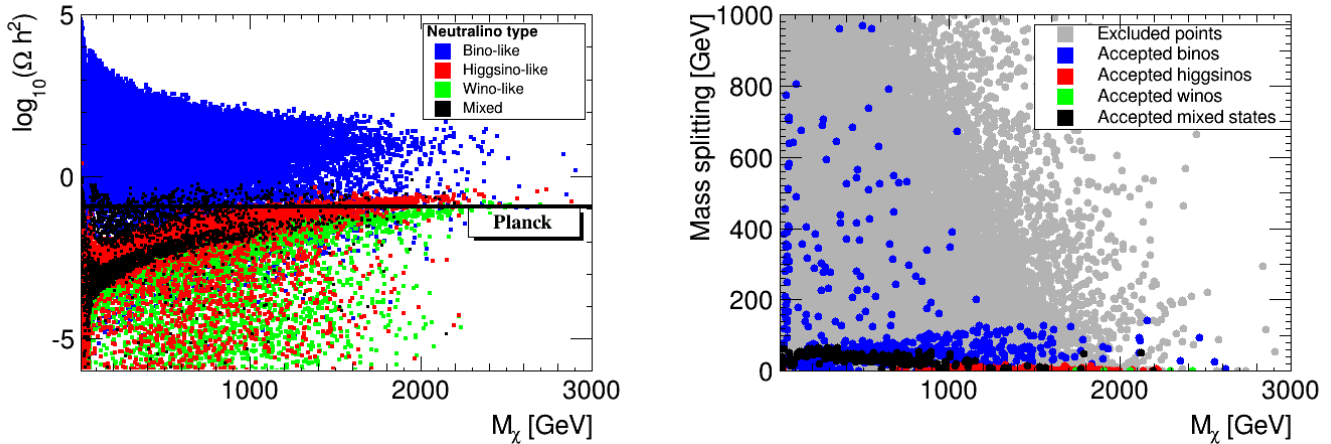 log₁₀(Ω h²)
5
0
-5
Neutralino type
Bino-like
Higgsino-like
Wino-like
Mixed
Planck
1000 2000 3000
Mχ [GeV]
Mass splitting [GeV]
1000
800
600
400
200
0
Excluded points
Accepted binos
Accepted higgsinos
Accepted winos
Accepted mixed states
0 1000 2000 3000
Mχ [GeV]